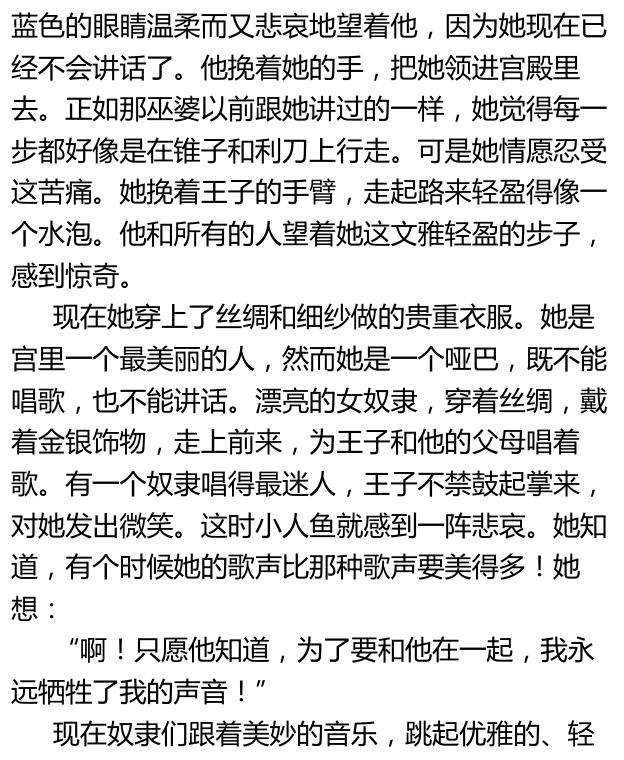 蓝色的眼睛温柔而又悲哀地望着他，因为她现在已
经不会讲话了。他挽着她的手，把她领进宫殿里
去。正如那巫婆以前跟她讲过的一样，她觉得每一
步都好像是在锥子和利刀上行走。可是她情愿忍受
这苦痛。她挽着王子的手臂，走起路来轻盈得像一
个水泡。他和所有的人望着她这文雅轻盈的步子，
感到惊奇。
现在她穿上了丝绸和细纱做的贵重衣服。她是
宫里一个最美丽的人，然而她是一个哑巴，既不能
唱歌，也不能讲话。漂亮的女奴隶，穿着丝绸，戴
着金银饰物，走上前来，为王子和他的父母唱着
歌。有一个奴隶唱得最迷人，王子不禁鼓起掌来，
对她发出微笑。这时小人鱼就感到一阵悲哀。她知
道，有个时候她的歌声比那种歌声要美得多！她
想：
“啊！只愿他知道，为了要和他在一起，我永
远牺牲了我的声音！”
现在奴隶们跟着美妙的音乐，跳起优雅的、轻